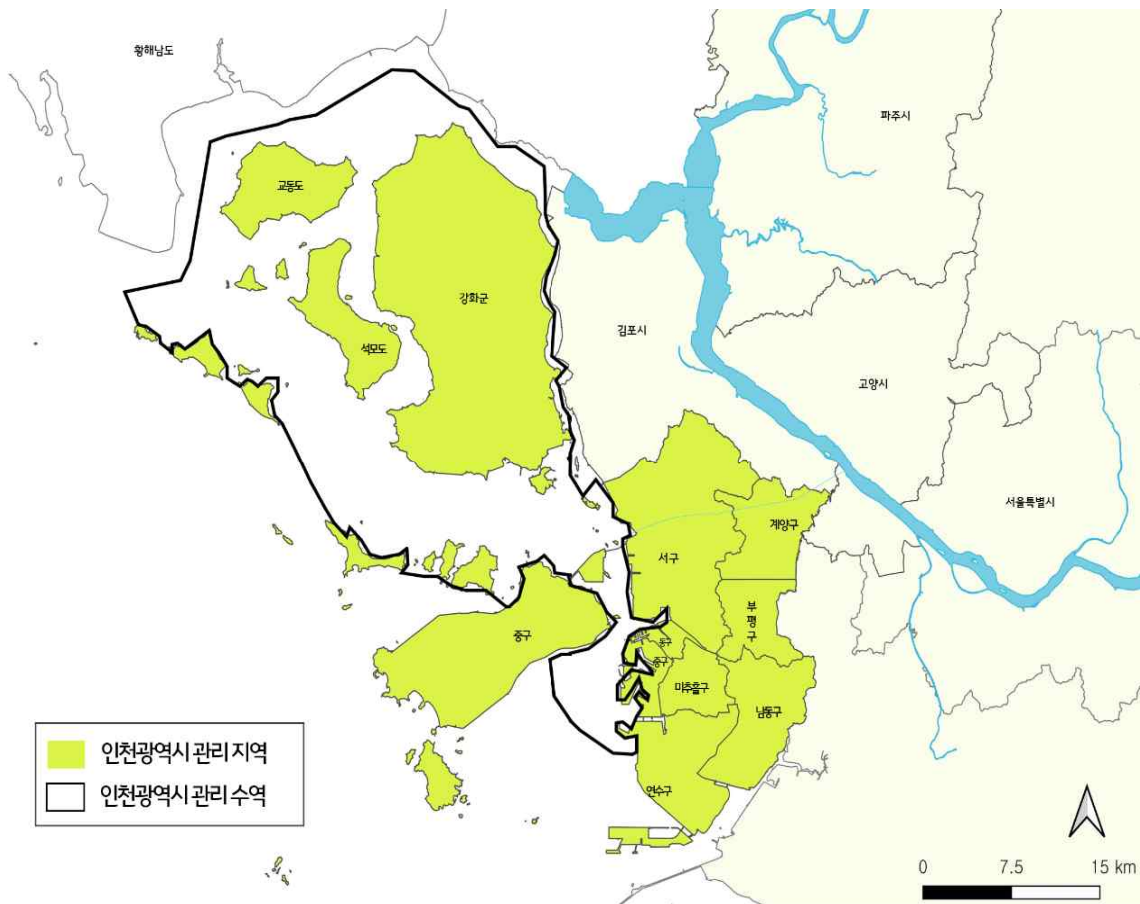 황해남도
파주시
교동도
강화군
김포시
석모도
고양시
서울특별시
계양구
서구
부
평
구
중구
동구
중구
미추홀구
남동구
연수구
인천광역시 관리 지역
인천광역시 관리 수역
0 7.5 15 km